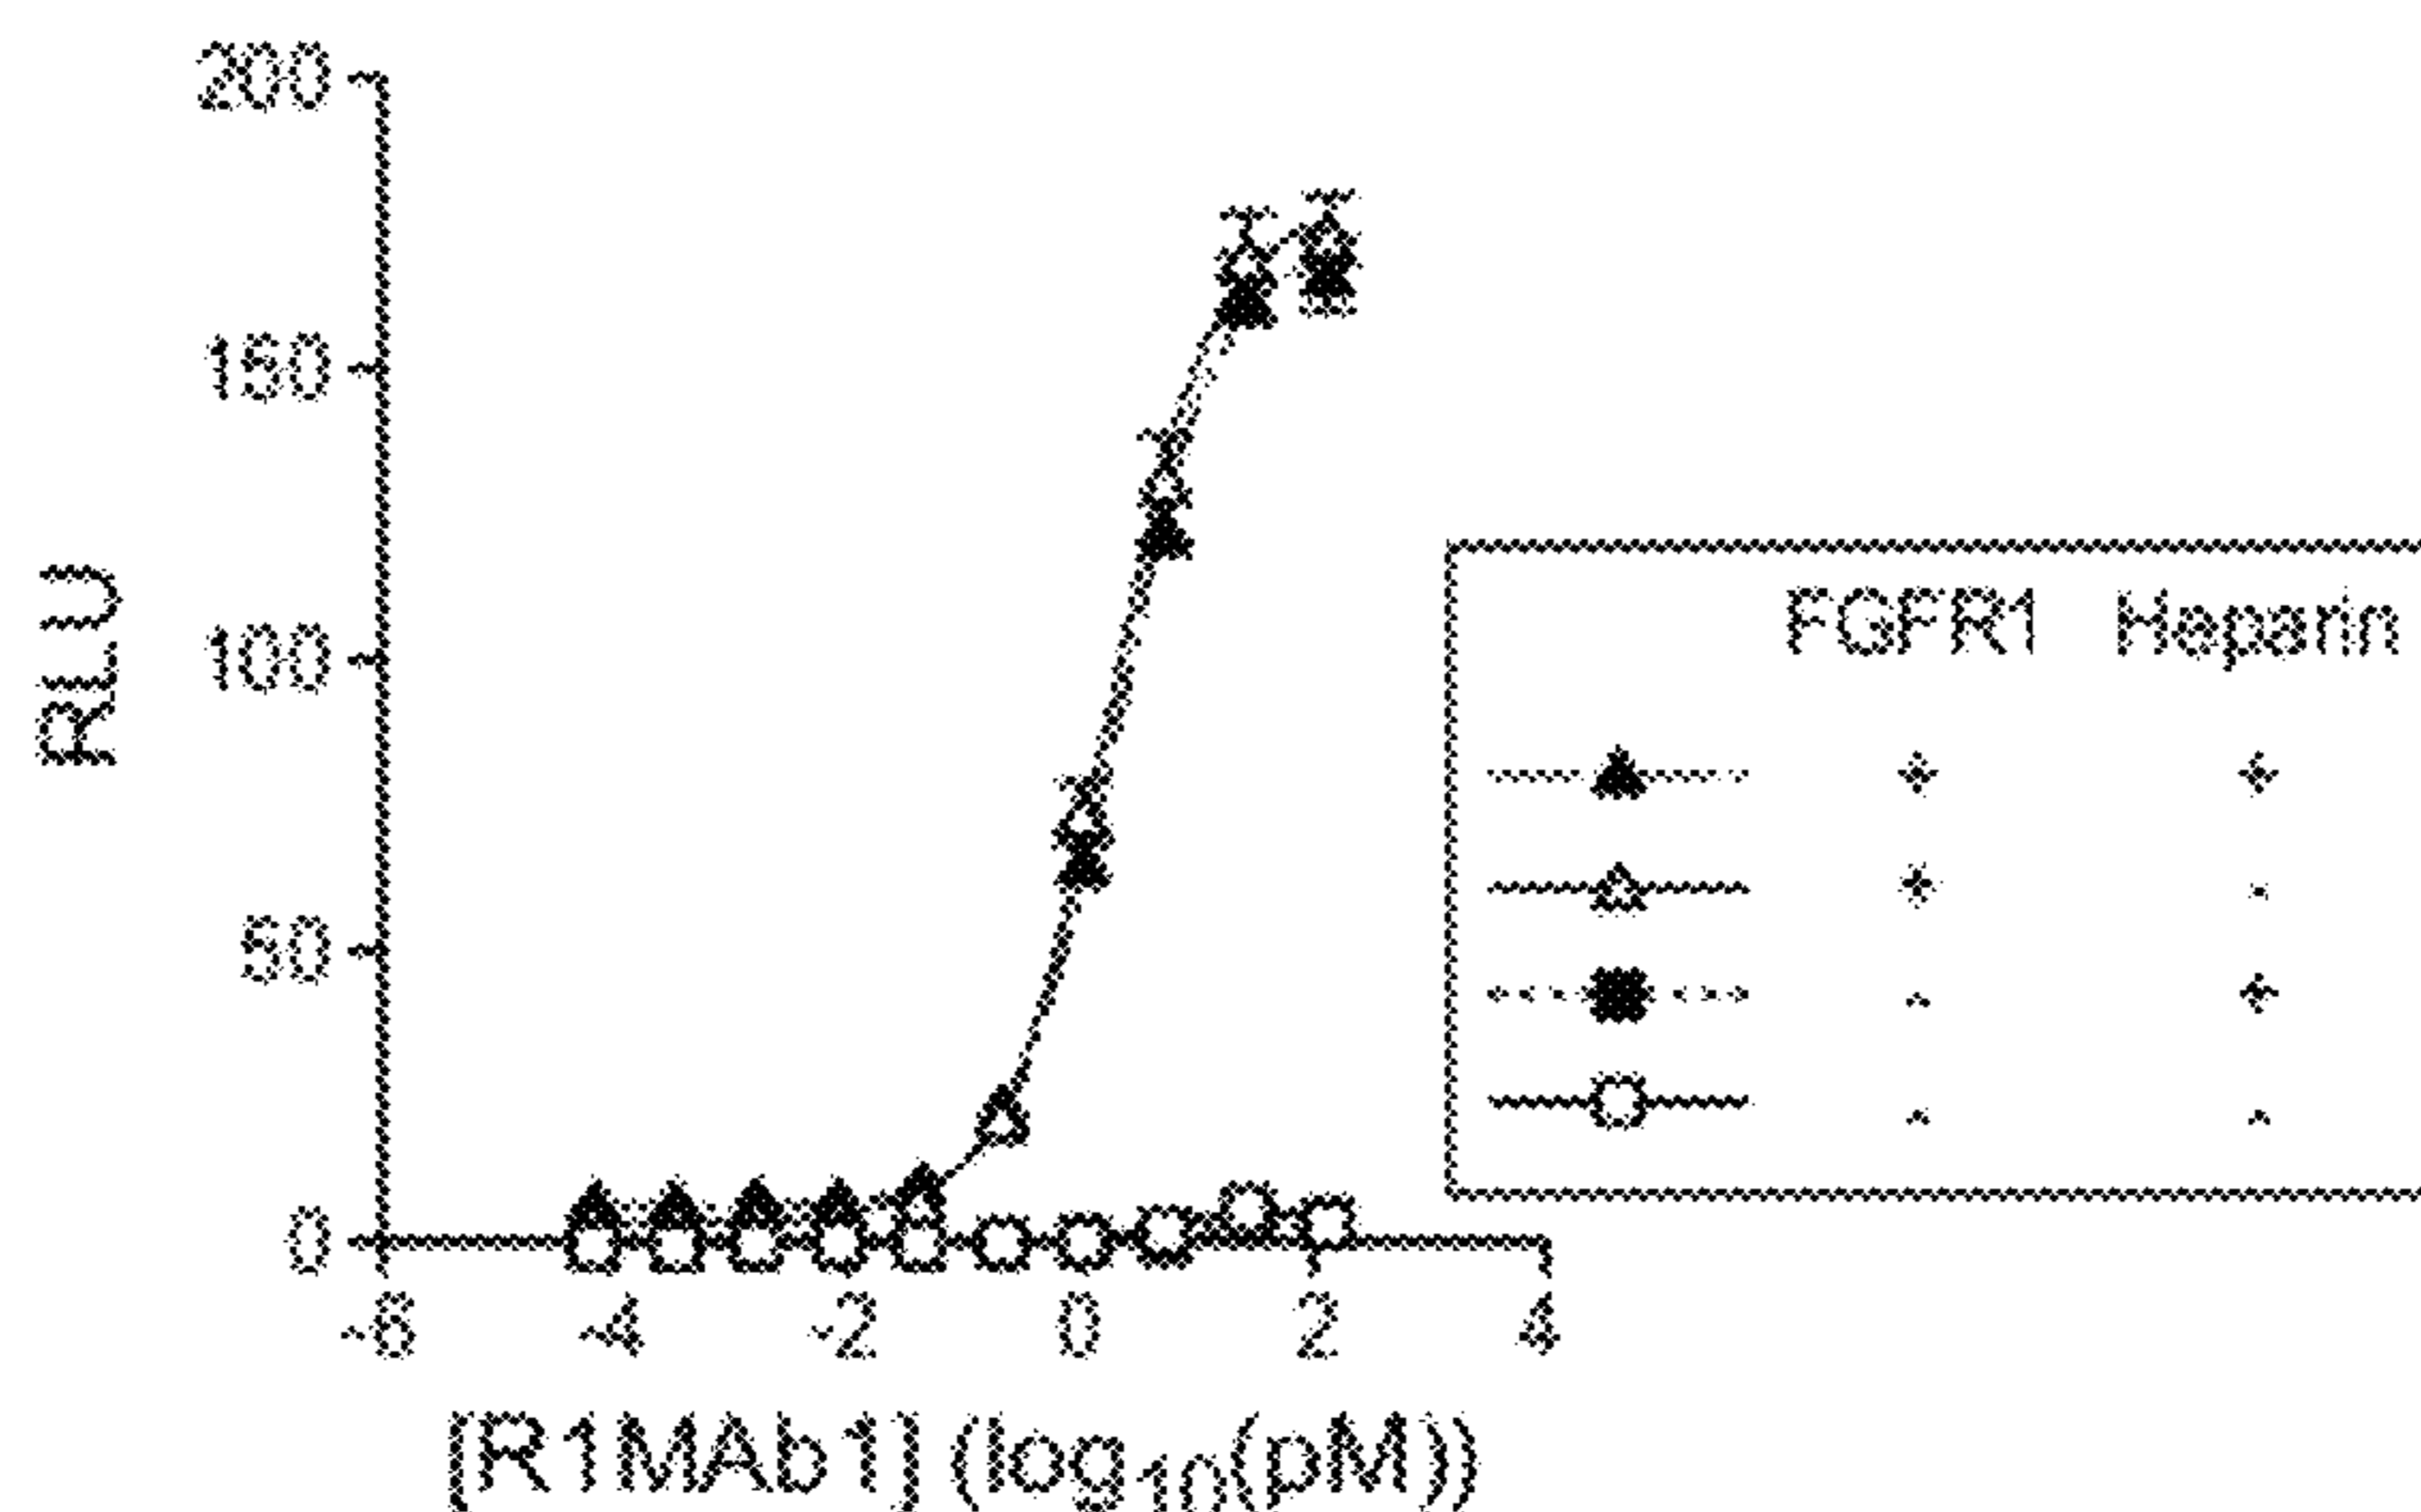 200
150
100
50
0
RLU
-6 -4 -2 0 2 4
[R1MAb1] (log10(pM))
FGFR1 Heparin
+ +
+ -
- +
- -